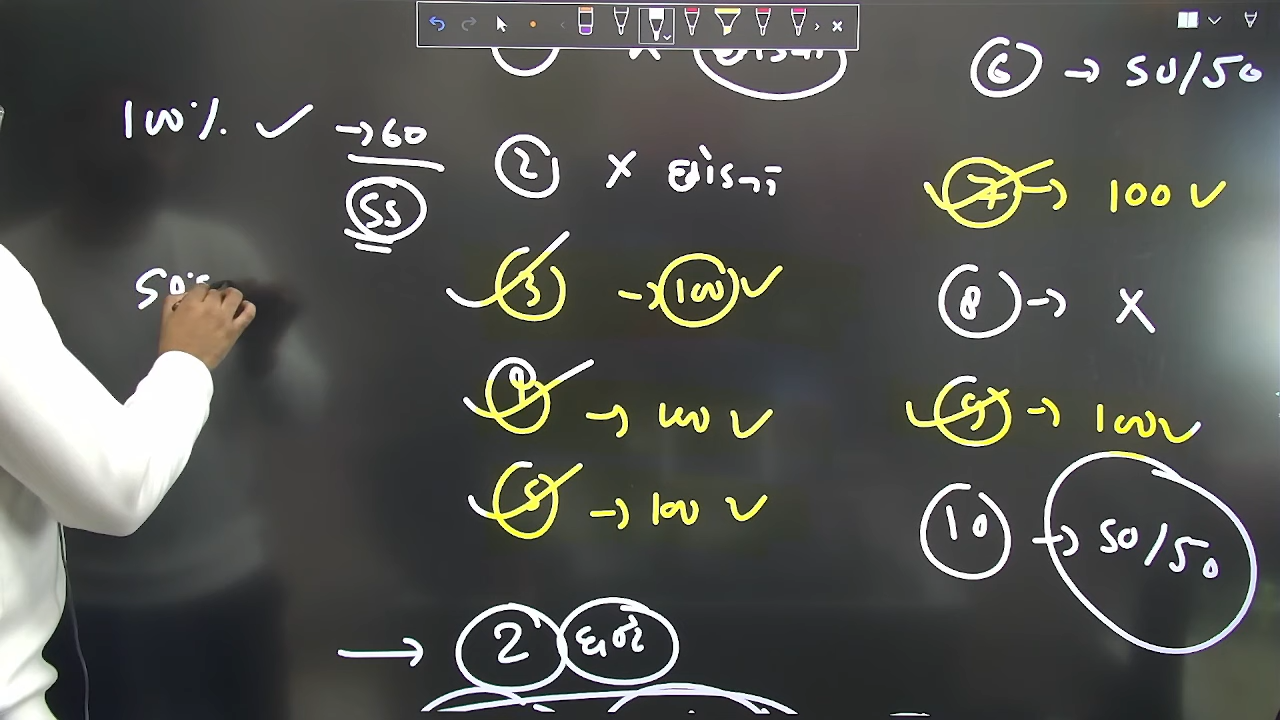 100% ✓ → 60
55
50
2 X
3 → 100 ✓
4 → 100 ✓
5 → 100 ✓
→ 2
6 → 50/50
7 → 100 ✓
8 → X
9 → 100 ✓
10 → 50/50